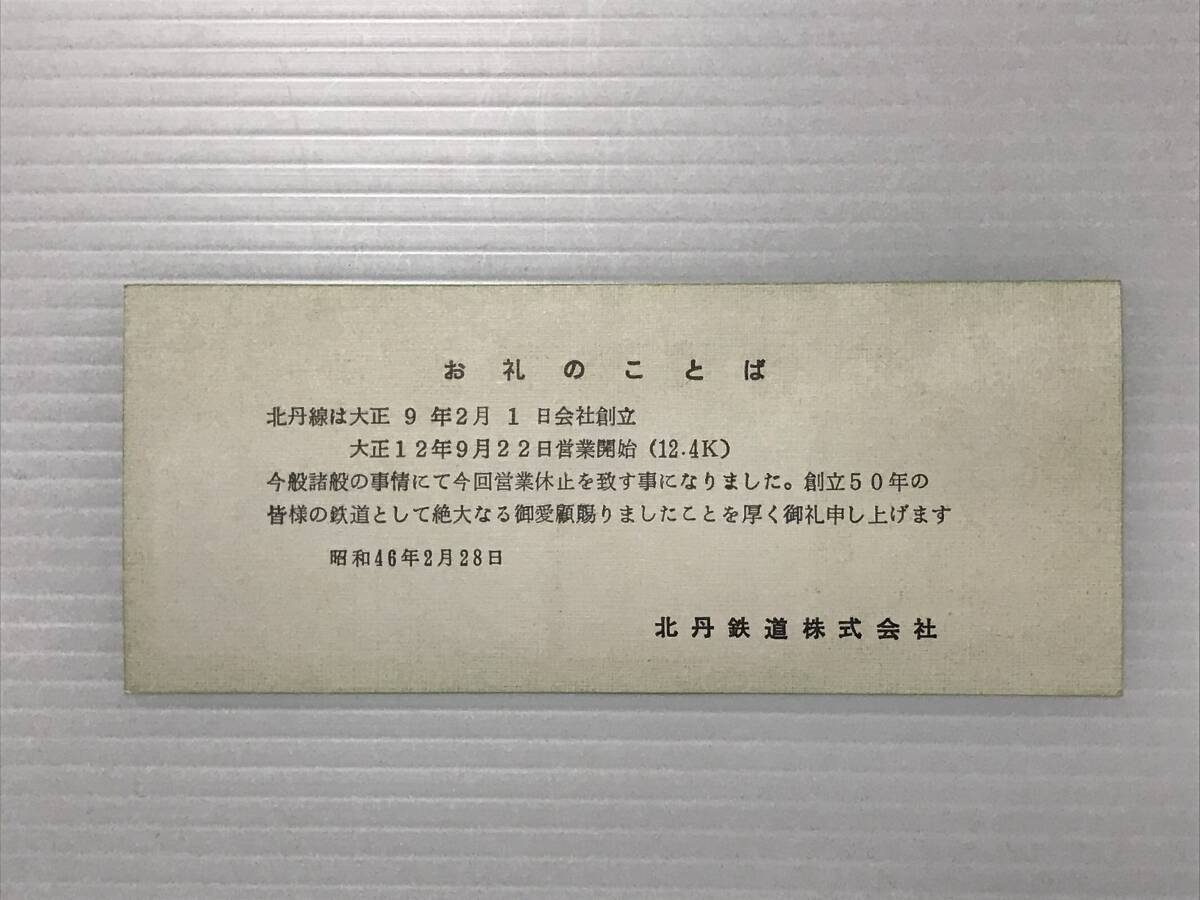 お礼のことば
北丹線は大正 9 年2月 1 日会社創立
大正12年9月22日営業開始 (12.4K)
今般諸般の事情にて今回営業休止を致す事になりました。創立50年の
皆様の鉄道として絶大なる御愛顧賜りましたことを厚く御礼申し上げます
昭和46年2月28日
北丹鉄道株式会社